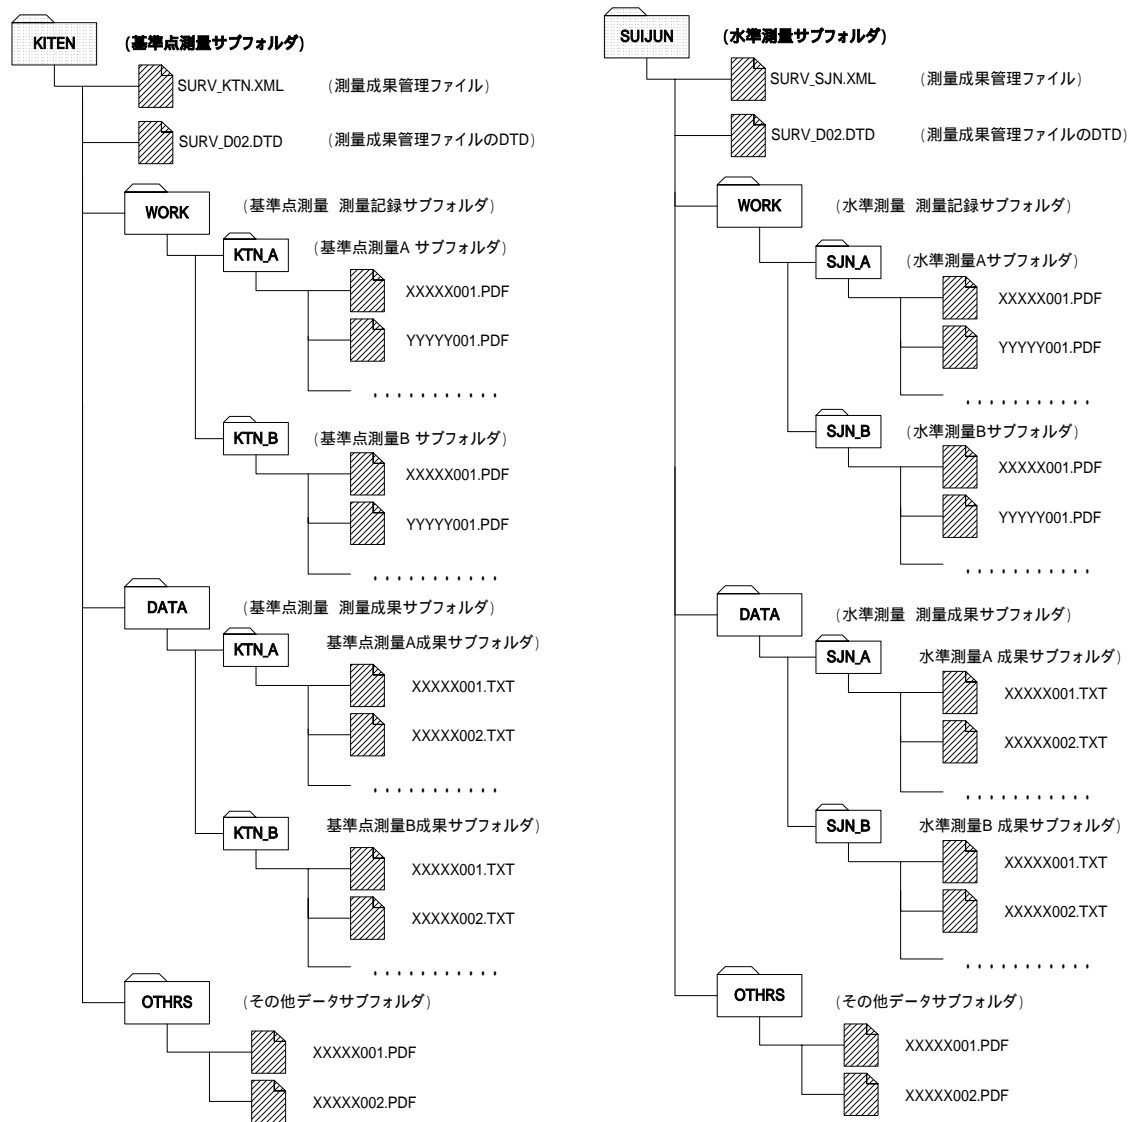 KITEN (基準点測量サブフォルダ)
SURV_KTN.XML (測量成果管理ファイル)
SURV_D02.DTD (測量成果管理ファイルのDTD)
WORK (基準点測量 測量記録サブフォルダ)
KTN_A (基準点測量A サブフォルダ)
XXXXX001.PDF
YYYYY001.PDF
...........
KTN_B (基準点測量B サブフォルダ)
XXXXX001.PDF
YYYYY001.PDF
...........
DATA (基準点測量 測量成果サブフォルダ)
KTN_A 基準点測量A成果サブフォルダ)
XXXXX001.TXT
XXXXX002.TXT
...........
KTN_B 基準点測量B成果サブフォルダ)
XXXXX001.TXT
XXXXX002.TXT
...........
OTHRS (その他データサブフォルダ)
XXXXX001.PDF
XXXXX002.PDF
SUIJUN (水準測量サブフォルダ)
SURV_SJN.XML (測量成果管理ファイル)
SURV_D02.DTD (測量成果管理ファイルのDTD)
WORK (水準測量 測量記録サブフォルダ)
SJN_A (水準測量Aサブフォルダ)
XXXXX001.PDF
YYYYY001.PDF
...........
SJN_B (水準測量Bサブフォルダ)
XXXXX001.PDF
YYYYY001.PDF
...........
DATA (水準測量 測量成果サブフォルダ)
SJN_A 水準測量A 成果サブフォルダ)
XXXXX001.TXT
XXXXX002.TXT
...........
SJN_B 水準測量B 成果サブフォルダ)
XXXXX001.TXT
XXXXX002.TXT
...........
OTHRS (その他データサブフォルダ)
XXXXX001.PDF
XXXXX002.PDF